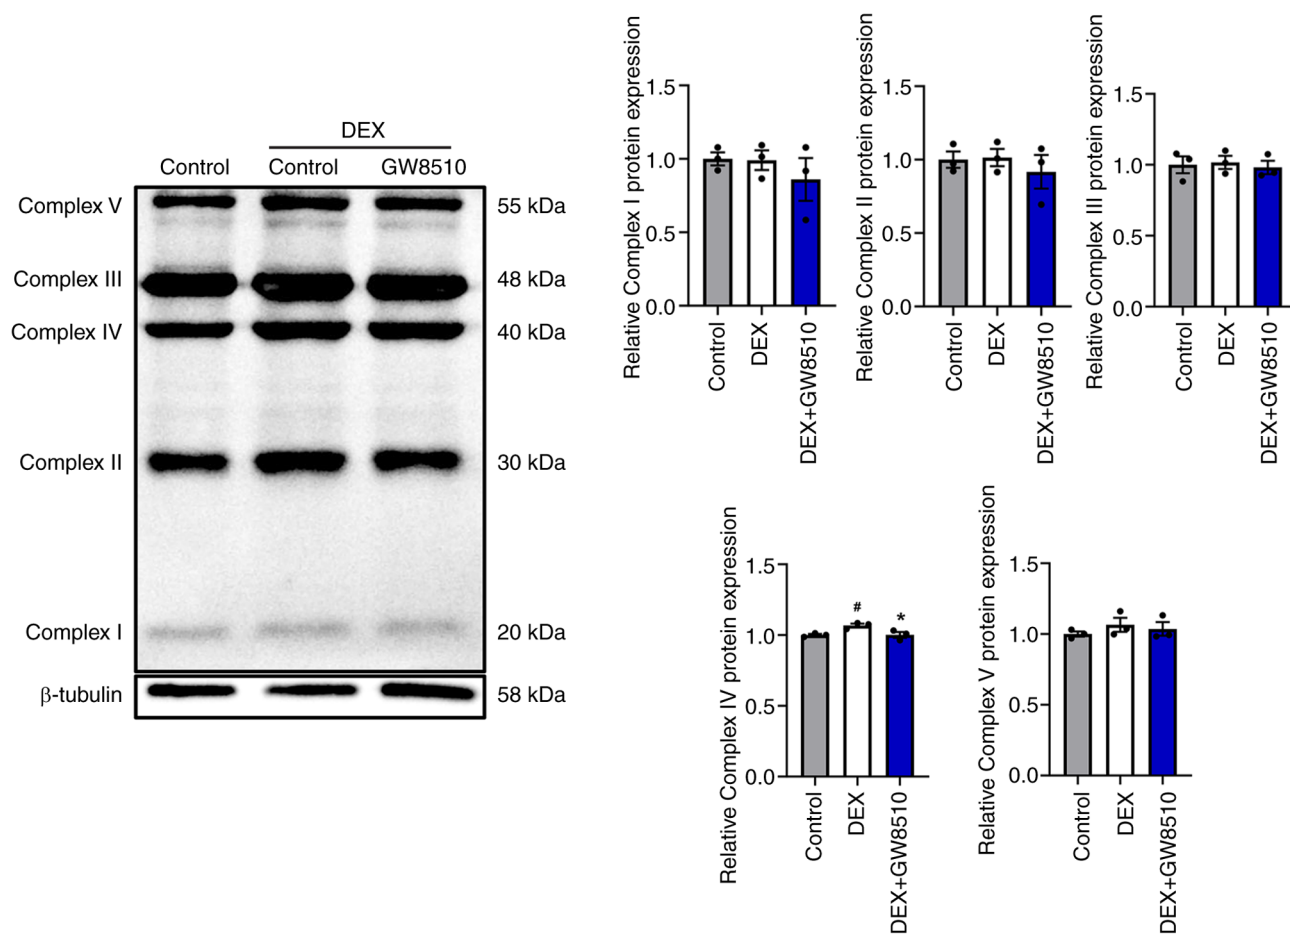 DEX
Control Control GW8510
Complex V 55 kDa
Complex III 48 kDa
Complex IV 40 kDa
Complex II 30 kDa
Complex I 20 kDa
β-tubulin 58 kDa
Relative Complex I protein expression
1.5
1.0
0.5
0.0
Control
DEX
DEX+GW8510
Relative Complex II protein expression
1.5
1.0
0.5
0.0
Control
DEX
DEX+GW8510
Relative Complex III protein expression
1.5
1.0
0.5
0.0
Control
DEX
DEX+GW8510
Relative Complex IV protein expression
1.5
1.0
0.5
0.0
#
*
Control
DEX
DEX+GW8510
Relative Complex V protein expression
1.5
1.0
0.5
0.0
Control
DEX
DEX+GW8510